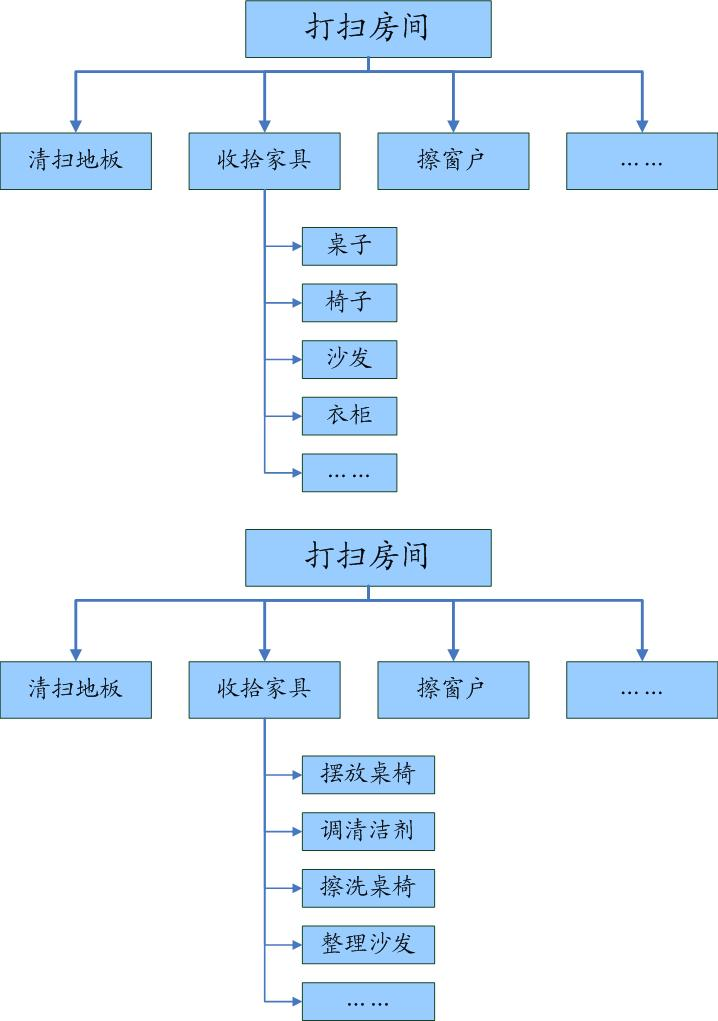 打扫房间
清扫地板
收拾家具
擦窗户
……
桌子
椅子
沙发
衣柜
……
打扫房间
清扫地板
收拾家具
擦窗户
……
摆放桌椅
调清洁剂
擦洗桌椅
整理沙发
……